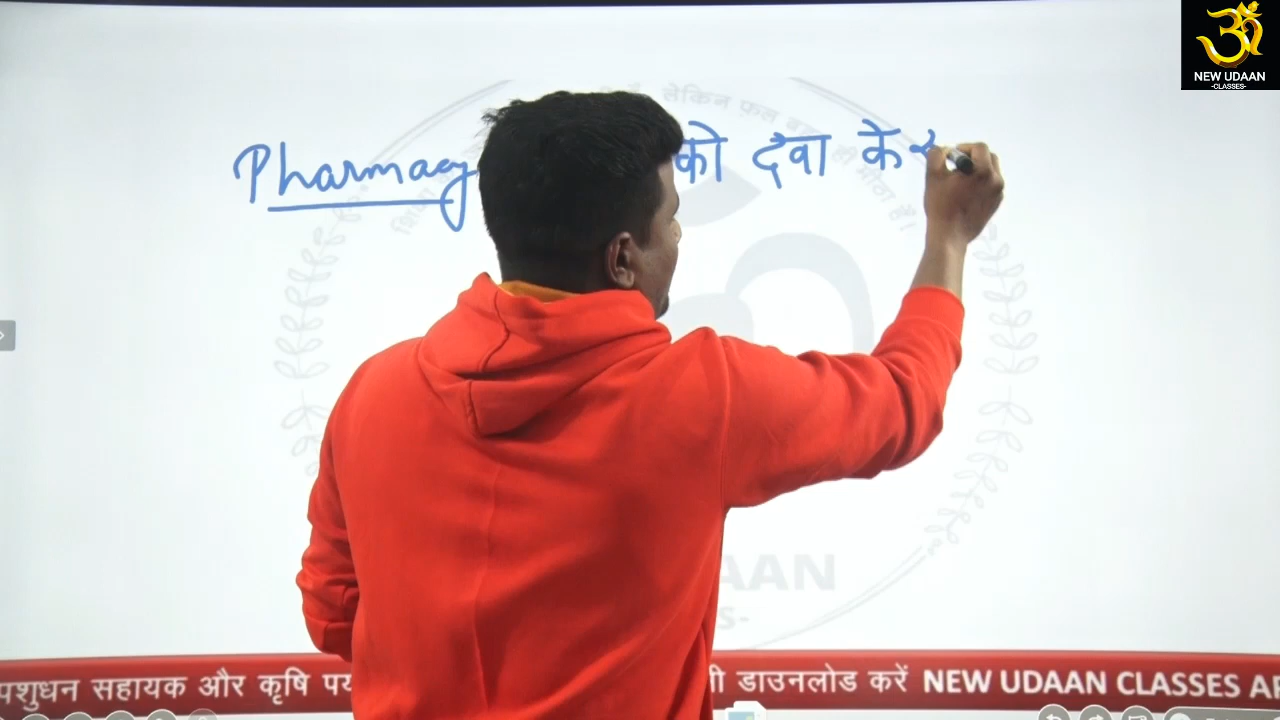 NEW UDAAN
-CLASSES-
लेकिन फ़ल
Pharmacy को दवा के
पशुधन सहायक और कृषि डाउनलोड करें NEW UDAAN CLASSES